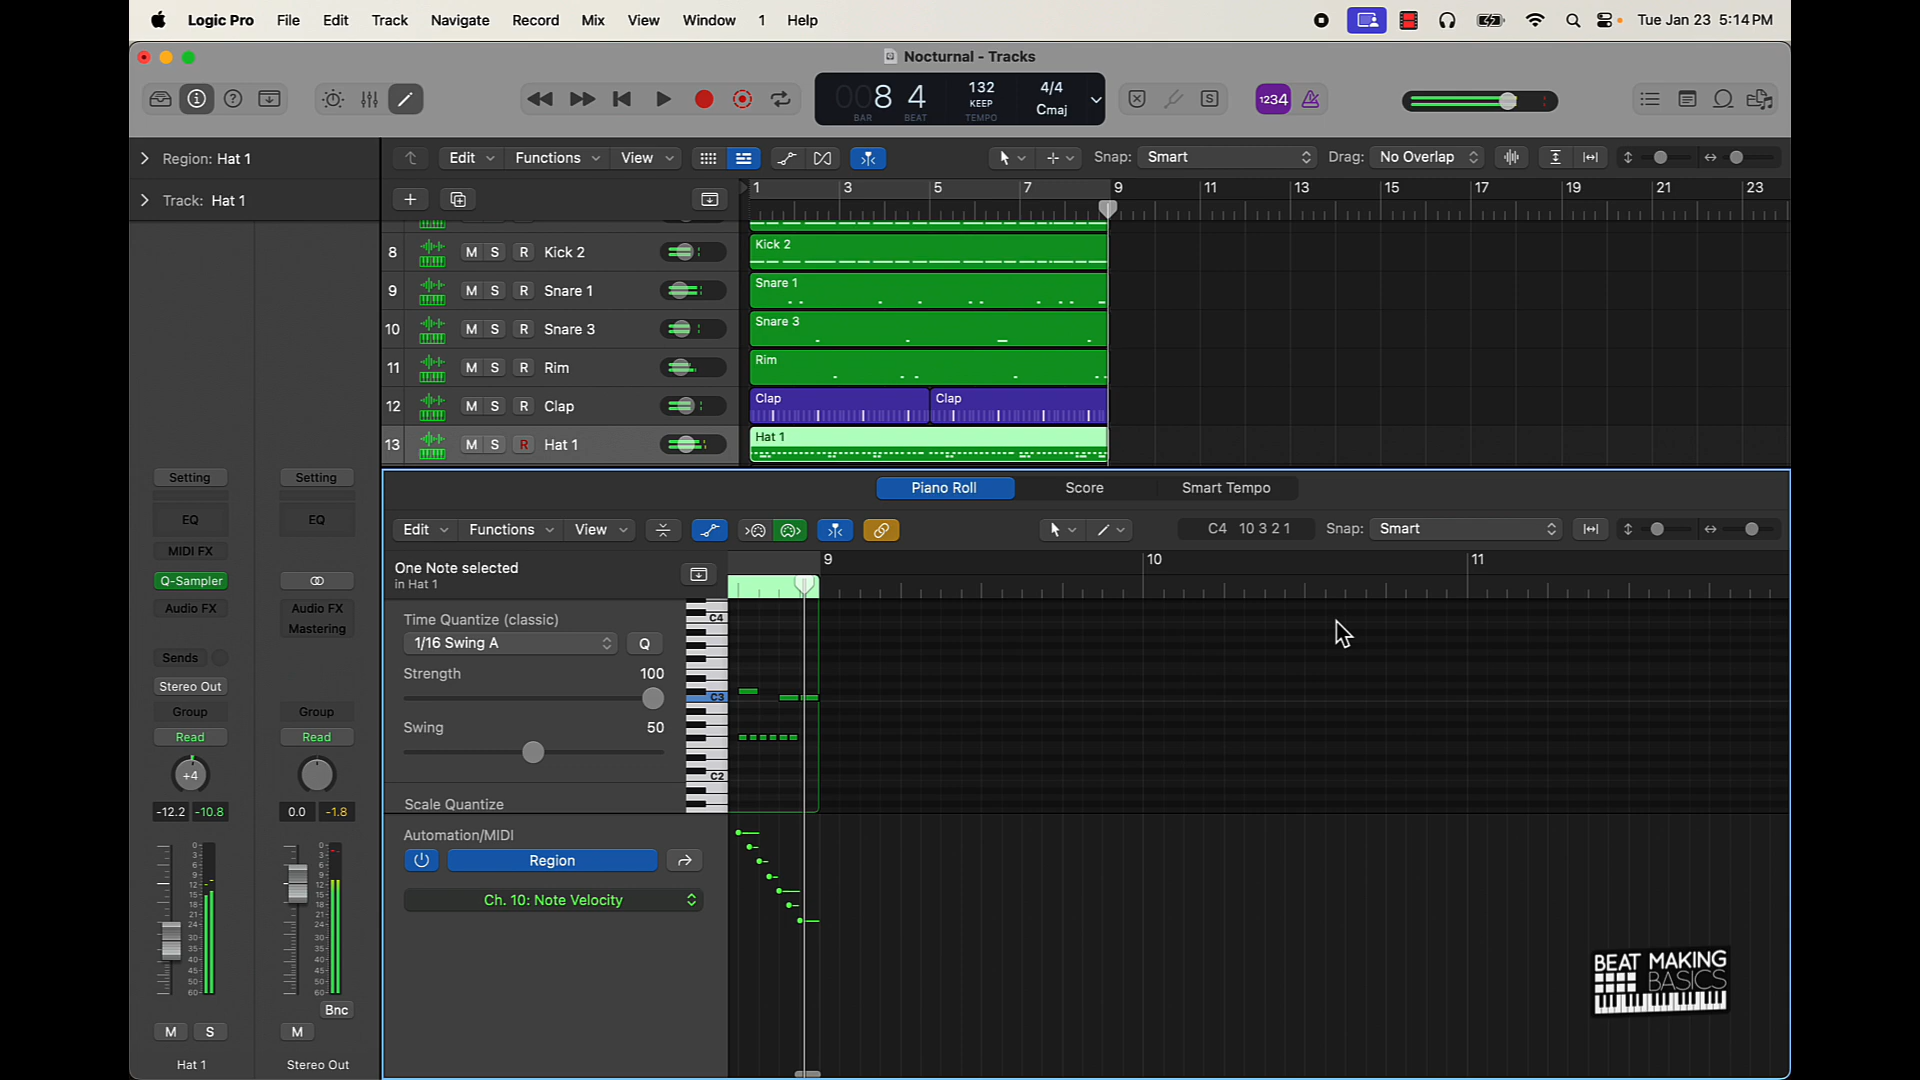 Logic Pro File Edit Track Navigate Record Mix View Window 1 Help Tue Jan 23 5:14 PM
Nocturnal - Tracks
8 4 132 KEEP TEMPO 4/4 Cmaj
BAR BEAT
1234
Region: Hat 1
Edit Functions View Snap: Smart Drag: No Overlap
Track: Hat 1
1 3 5 7 9 11 13 15 17 19 21 23
8 M S R Kick 2 Kick 2
9 M S R Snare 1 Snare 1
10 M S R Snare 3 Snare 3
11 M S R Rim Rim
12 M S R Clap Clap Clap
13 M S R Hat 1 Hat 1
Piano Roll Score Smart Tempo
Edit Functions View C4 10 3 2 1 Snap: Smart
9 10 11
One Note selected
in Hat 1
Time Quantize (classic)
1/16 Swing A Q
Strength 100
Swing 50
Scale Quantize
C4
C3
C2
Automation/MIDI
Region
Ch. 10: Note Velocity
Setting Setting
EQ EQ
MIDI FX
Q-Sampler
Audio FX Audio FX
Mastering
Sends
Stereo Out
Group Group
Read Read
+4
-12.2 -10.8 0.0 -1.8
Bnc
M S M
Hat 1 Stereo Out
BEAT MAKING
BASICS